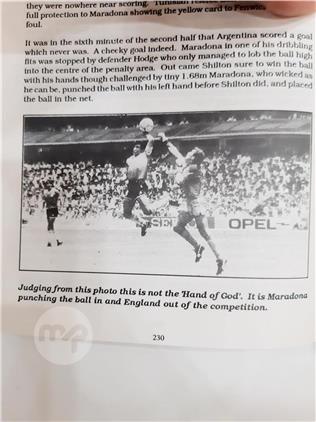 they were nowhere near scoring. Tunisian referee
full protection to Maradona showing the yellow card to Fenwick
foul.
It was in the sixth minute of the second half that Argentina scored a goal
which never was. A cheeky goal indeed. Maradona in one of his dribbling
fits was stopped by defender Hodge who only managed to lob the ball high
into the centre of the penalty area. Out came Shilton sure to win the ball
with his hands though challenged by tiny 1.68m Maradona, who wicked as
he can be, punched the ball with his left hand before Shilton did, and placed
the ball in the net.
OPEL
Judging from this photo this is not the 'Hand of God'. It is Maradona
punching the ball in and England out of the competition.
230